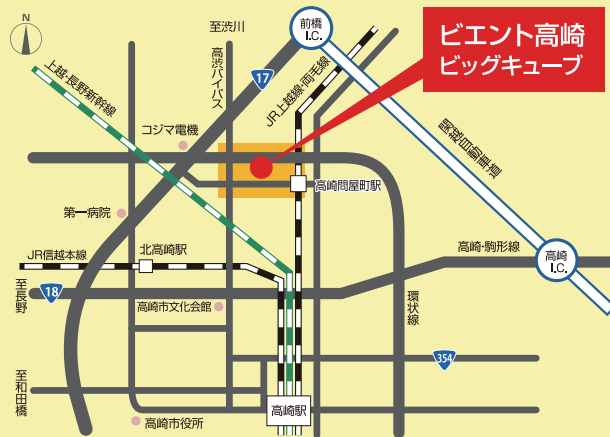 N
至渋川
前橋
I.C.
ビエント高崎
ビッグキューブ
17
高渋バイパス
上越・長野新幹線
JR上越線・両毛線
コジマ電機
関越自動車道
高崎問屋町駅
第一病院
北高崎駅
JR信越本線
高崎・駒形線
高崎
I.C.
至長野
18
高崎市文化会館
環状線
354
至和田橋
高崎駅
高崎市役所